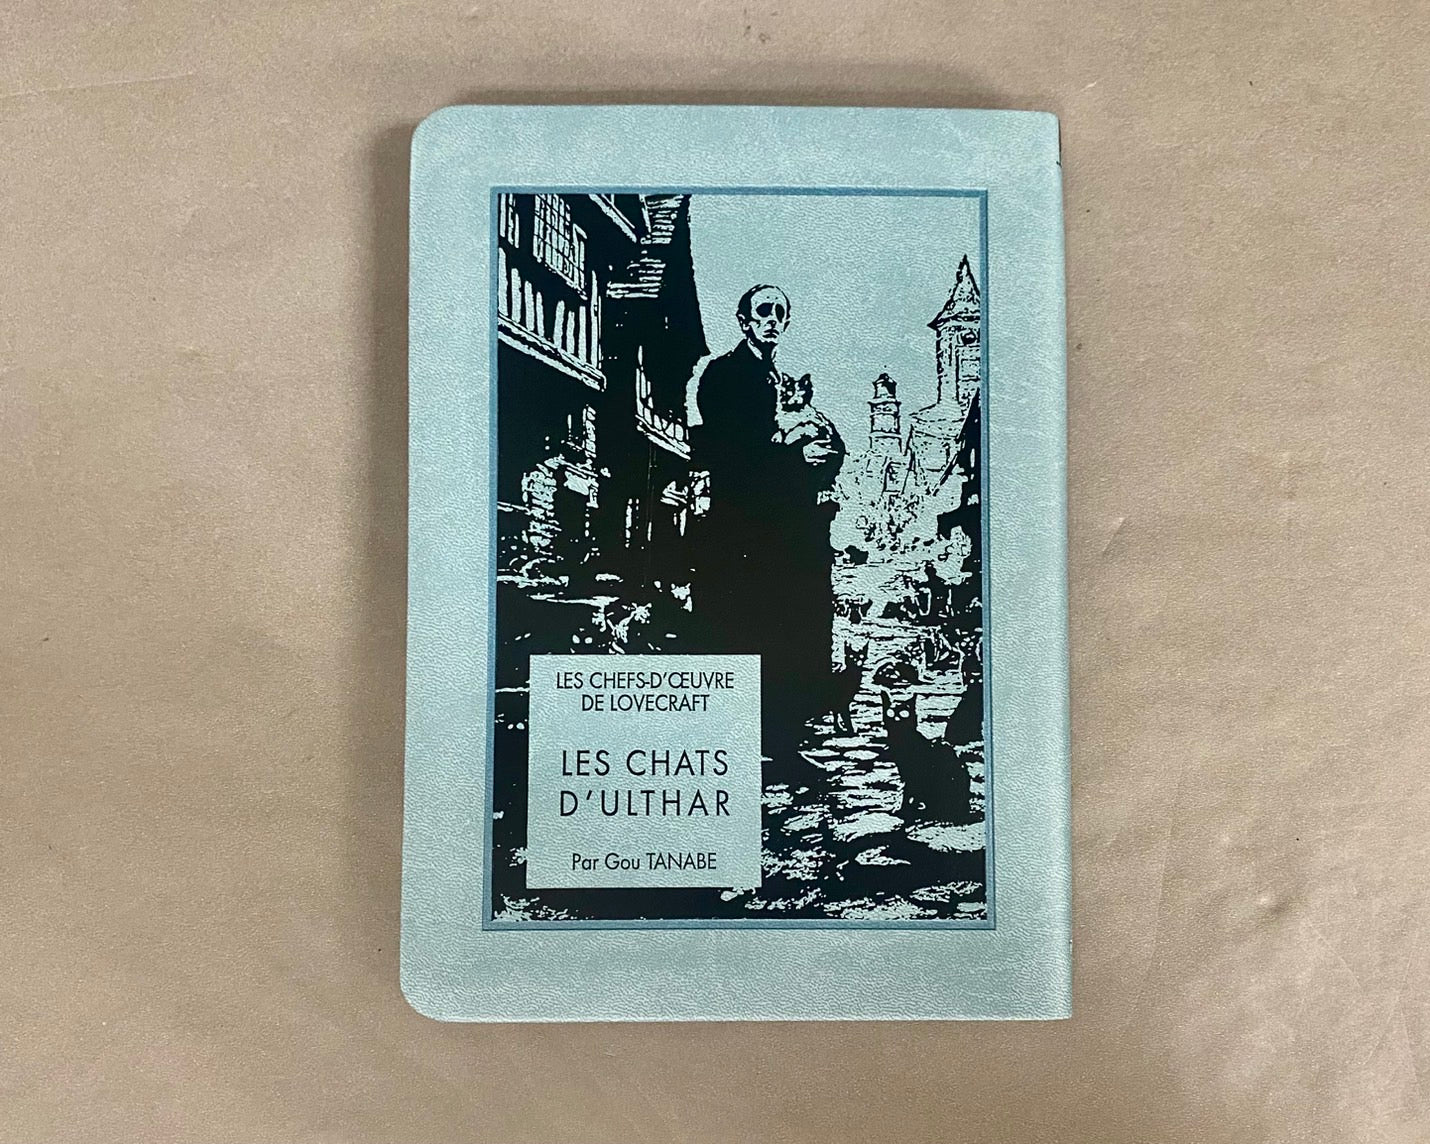 LES CHEFS-D'ŒUVRE
DE LOVECRAFT
LES CHATS
D'ULTHAR
Par Gou TANABE